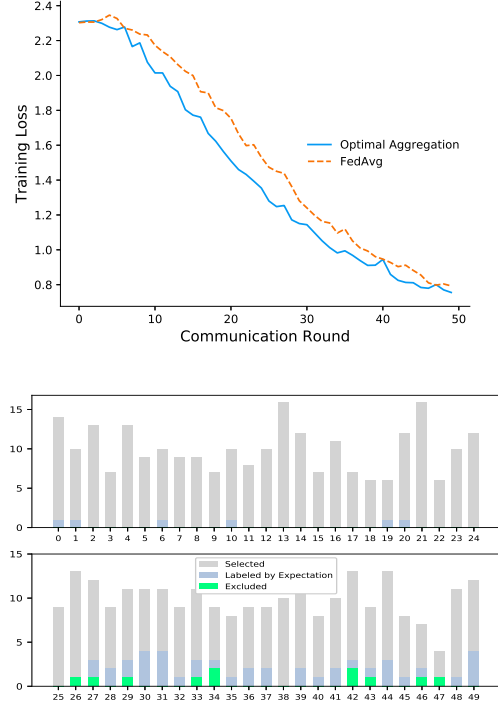 2.4
2.2
2.0
1.8
1.6
1.4
1.2
1.0
0.8
Training Loss
Optimal Aggregation
FedAvg
0 10 20 30 40 50
Communication Round
15
10
5
0
0 1 2 3 4 5 6 7 8 9 10 11 12 13 14 15 16 17 18 19 20 21 22 23 24
15
10
5
0
Selected
Labeled by Expectation
Excluded
25 26 27 28 29 30 31 32 33 34 35 36 37 38 39 40 41 42 43 44 45 46 47 48 49